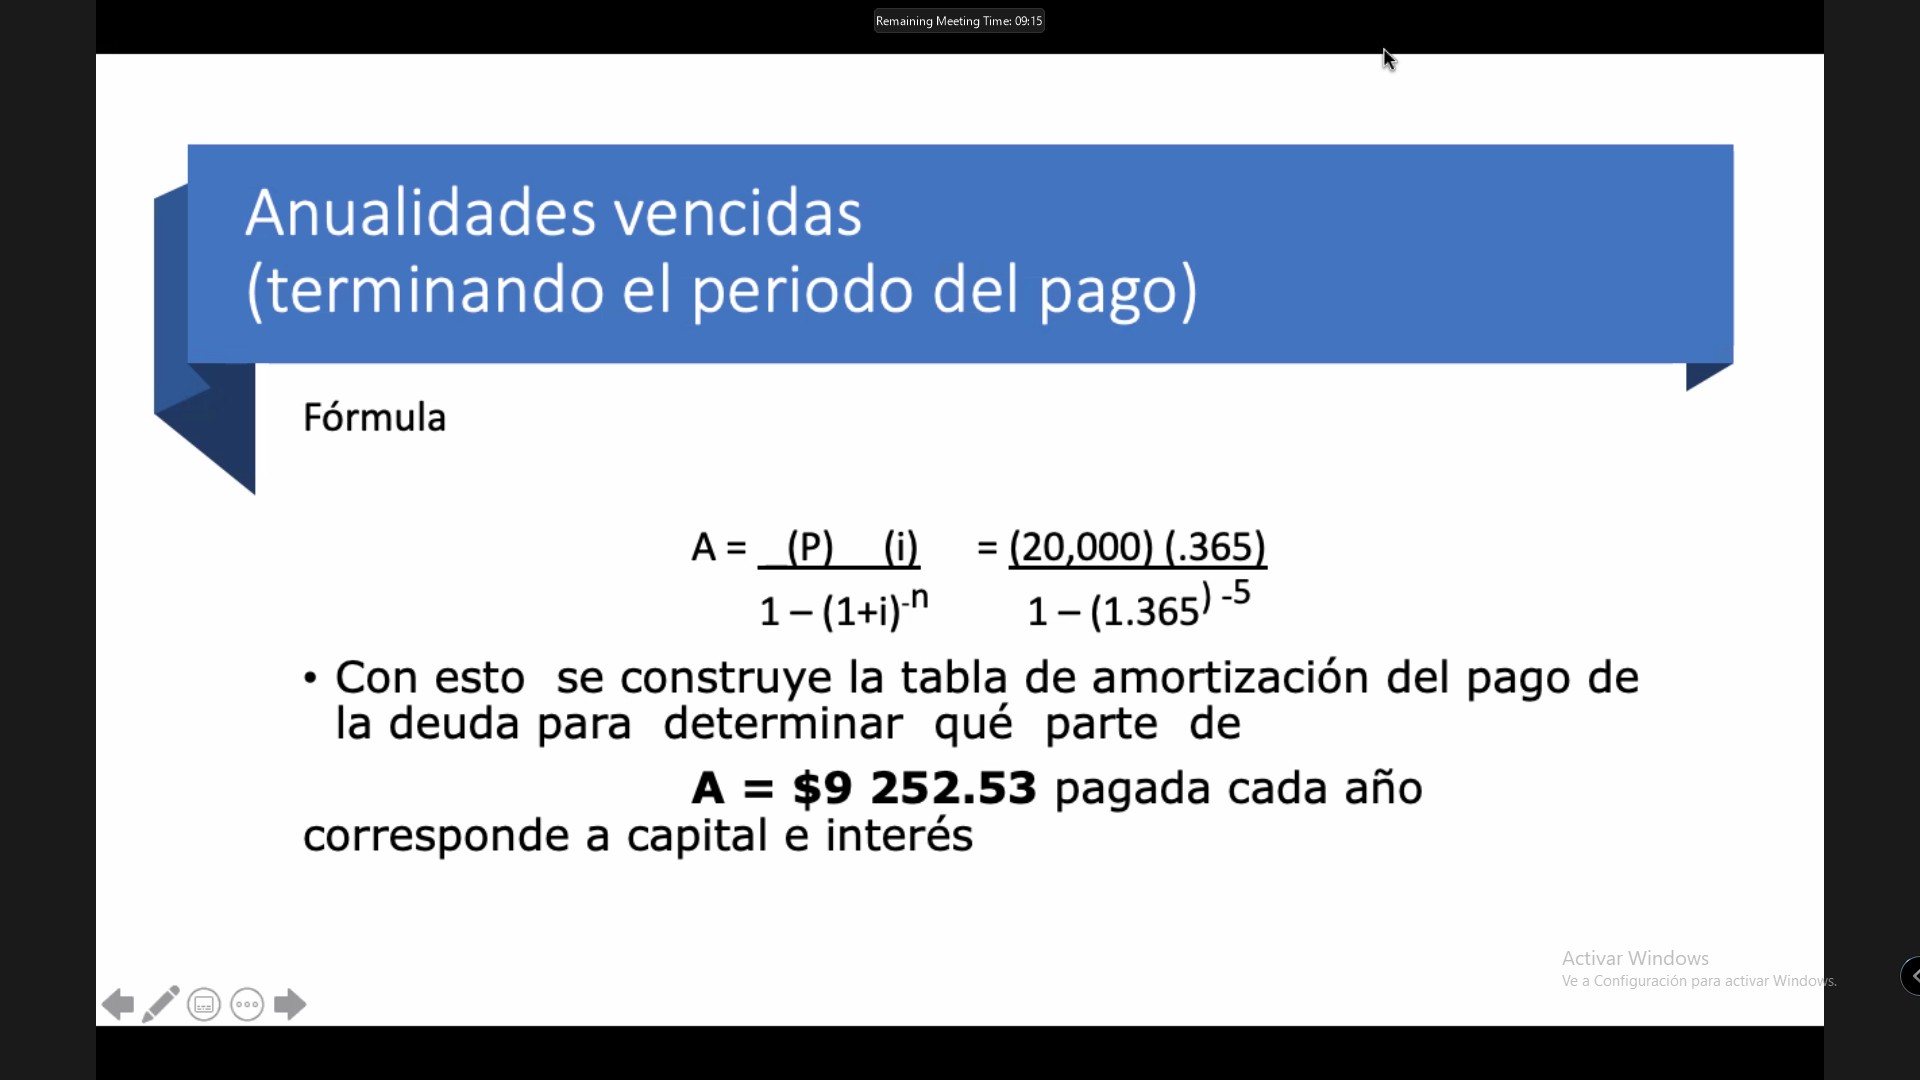 Remaining Meeting Time: 09:15
Anualidades vencidas
(terminando el periodo del pago)
Fórmula
A = _(P) (i) = (20,000) (.365)
1 – (1+i)-n 1 – (1.365) -5
• Con esto se construye la tabla de amortización del pago de
la deuda para determinar qué parte de
A = $9 252.53 pagada cada año
corresponde a capital e interés
Activar Windows
Ve a Configuración para activar Windows.